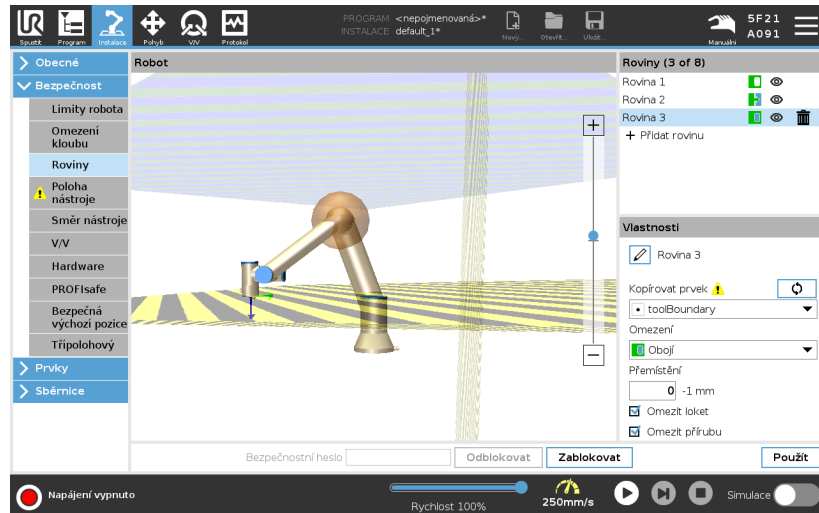 UR
Spustit
Program
Instalace
Pohyb
V/V
Protokol
PROGRAM <nepojmenovaná>*
INSTALACE default_1*
Nový...
Otevřít...
Uložit...
Manuální
5F21
A091
Obecné
Bezpečnost
Limity robota
Omezení
kloubu
Roviny
Poloha
nástroje
Směr nástroje
V/V
Hardware
PROFIsafe
Bezpečná
výchozí pozice
Třípolohový
Prvky
Sběrnice
Robot
Roviny (3 of 8)
Rovina 1
Rovina 2
Rovina 3
+ Přidat rovinu
Vlastnosti
Rovina 3
Kopírovat prvek
toolBoundary
Omezení
Obojí
Přemístění
0 -1 mm
Omezit loket
Omezit přírubu
Bezpečnostní heslo
Odblokovat
Zablokovat
Použít
Napájení vypnuto
Rychlost 100%
250mm/s
Simulace